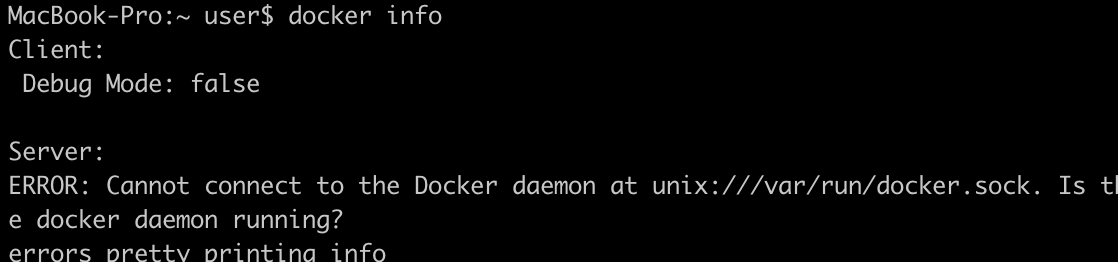 MacBook-Pro:~ user$ docker info
Client:
 Debug Mode: false
Server:
ERROR: Cannot connect to the Docker daemon at unix:///var/run/docker.sock. Is th
e docker daemon running?
errors pretty printing info